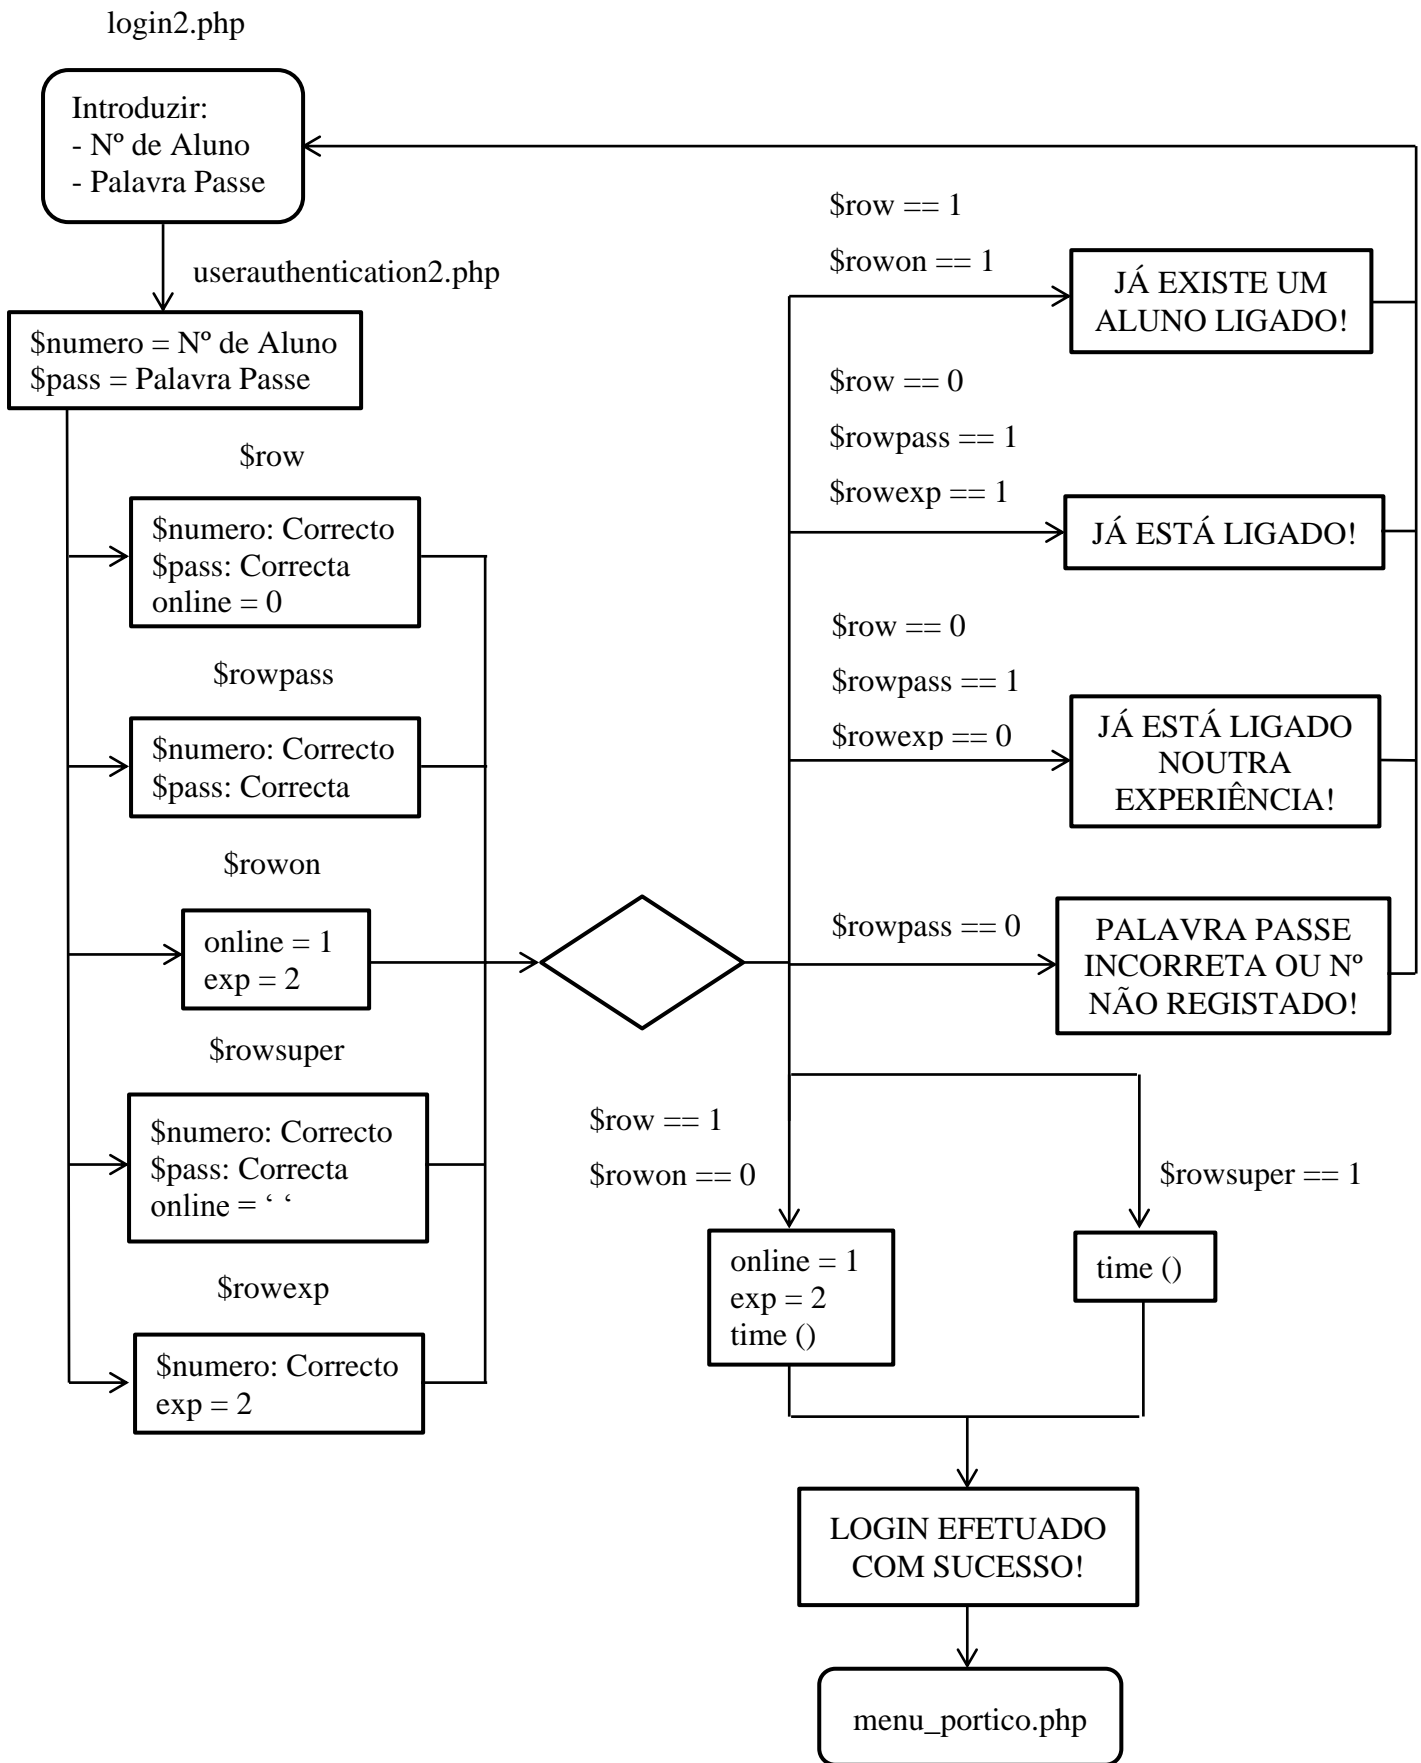 login2.php
Introduzir:
- Nº de Aluno
- Palavra Passe
userauthentication2.php
$numero = Nº de Aluno
$pass = Palavra Passe
$row
$numero: Correcto
$pass: Correcta
online = 0
$rowpass
$numero: Correcto
$pass: Correcta
$rowon
online = 1
exp = 2
$rowsuper
$numero: Correcto
$pass: Correcta
online = ‘ ‘
$rowexp
$numero: Correcto
exp = 2
$row == 1
$rowon == 1
JÁ EXISTE UM
ALUNO LIGADO!
$row == 0
$rowpass == 1
$rowexp == 1
JÁ ESTÁ LIGADO!
$row == 0
$rowpass == 1
$rowexp == 0
JÁ ESTÁ LIGADO
NOUTRA
EXPERIÊNCIA!
$rowpass == 0
PALAVRA PASSE
INCORRETA OU Nº
NÃO REGISTADO!
$row == 1
$rowon == 0
online = 1
exp = 2
time ()
$rowsuper == 1
time ()
LOGIN EFETUADO
COM SUCESSO!
menu_portico.php